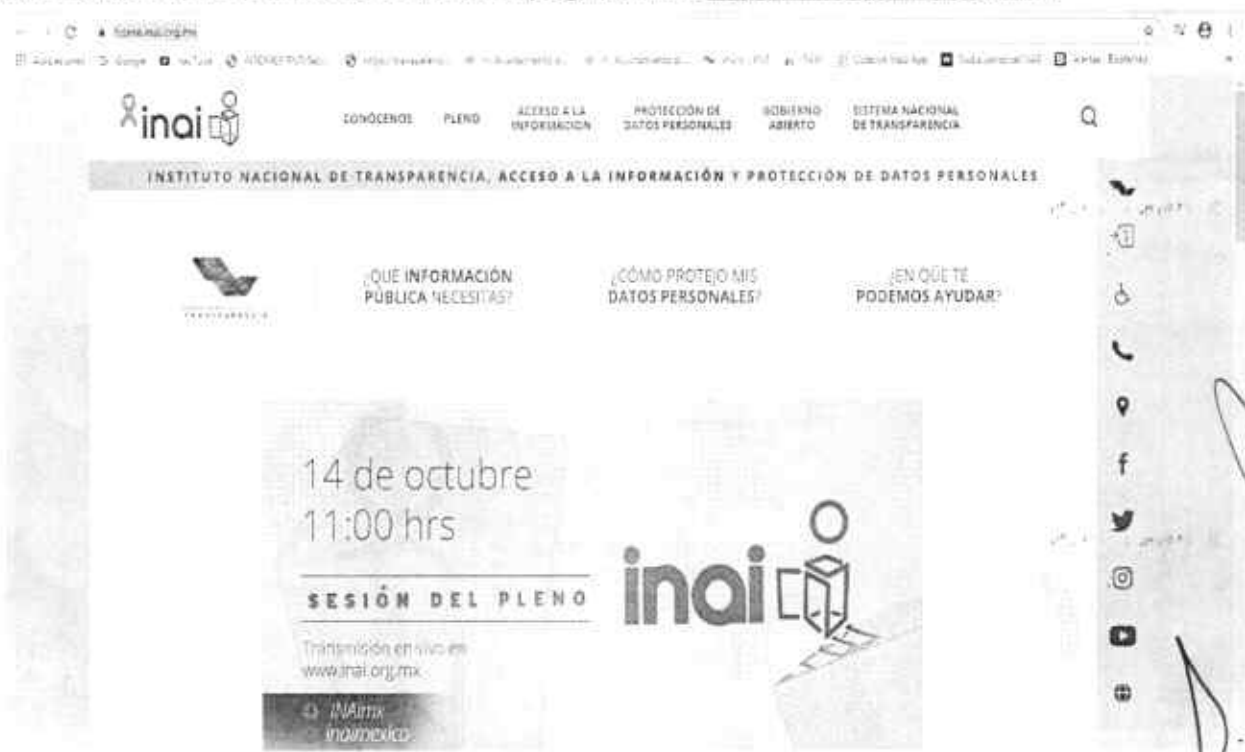 inai
CONÓCENOS
PLENO
ACCESO A LA
INFORMACIÓN
PROTECCIÓN DE
DATOS PERSONALES
GOBIERNO
ABIERTO
SISTEMA NACIONAL
DE TRANSPARENCIA
INSTITUTO NACIONAL DE TRANSPARENCIA, ACCESO A LA INFORMACIÓN Y PROTECCIÓN DE DATOS PERSONALES
¿QUÉ INFORMACIÓN
PÚBLICA NECESITAS?
¿CÓMO PROTEJO MIS
DATOS PERSONALES?
¿EN QUÉ TE
PODEMOS AYUDAR?
TRANSPARENCIA
14 de octubre
11:00 hrs
SESIÓN DEL PLENO
Transmisión en vivo en
www.inai.org.mx
INAImx
inaimexico
inai